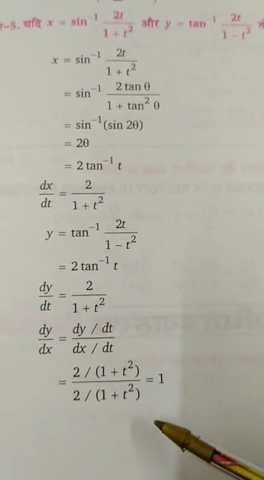 -5. यदि x = sin⁻¹ 2t / 1 + t² और y = tan⁻¹ 2t / 1 − t²
x = sin⁻¹ 2t / 1 + t²
= sin⁻¹ 2 tan θ / 1 + tan² θ
= sin⁻¹(sin 2θ)
= 2θ
= 2 tan⁻¹ t
dx / dt = 2 / 1 + t²
y = tan⁻¹ 2t / 1 − t²
= 2 tan⁻¹ t
dy / dt = 2 / 1 + t²
dy / dx = dy / dt / dx / dt
= 2 / (1 + t²) / 2 / (1 + t²) = 1